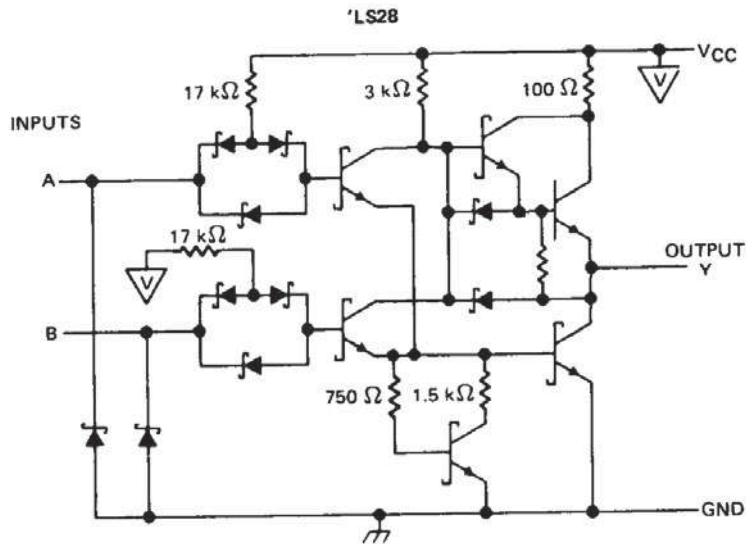 'LS28
VCC
17 kΩ
3 kΩ
100 Ω
V
INPUTS
A
17 kΩ
V
OUTPUT
Y
B
750 Ω
1.5 kΩ
GND